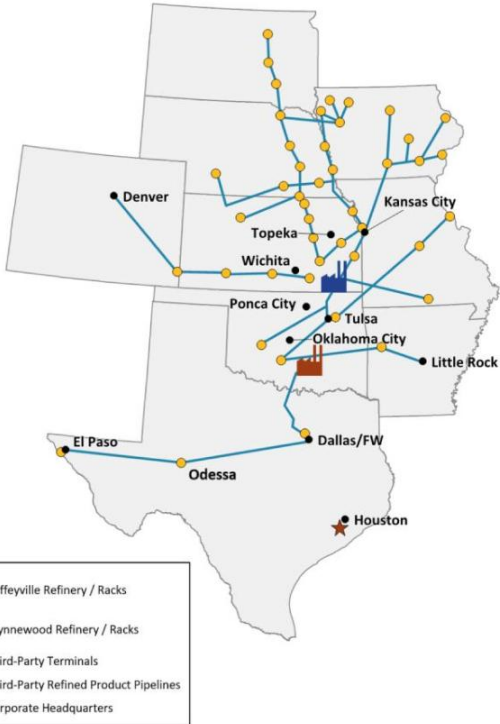 Denver
Kansas City
Topeka
Wichita
Ponca City
Tulsa
Oklahoma City
Little Rock
El Paso
Dallas/FW
Odessa
Houston
ffeyville Refinery / Racks
ynnewood Refinery / Racks
ird-Party Terminals
ird-Party Refined Product Pipelines
rporate Headquarters